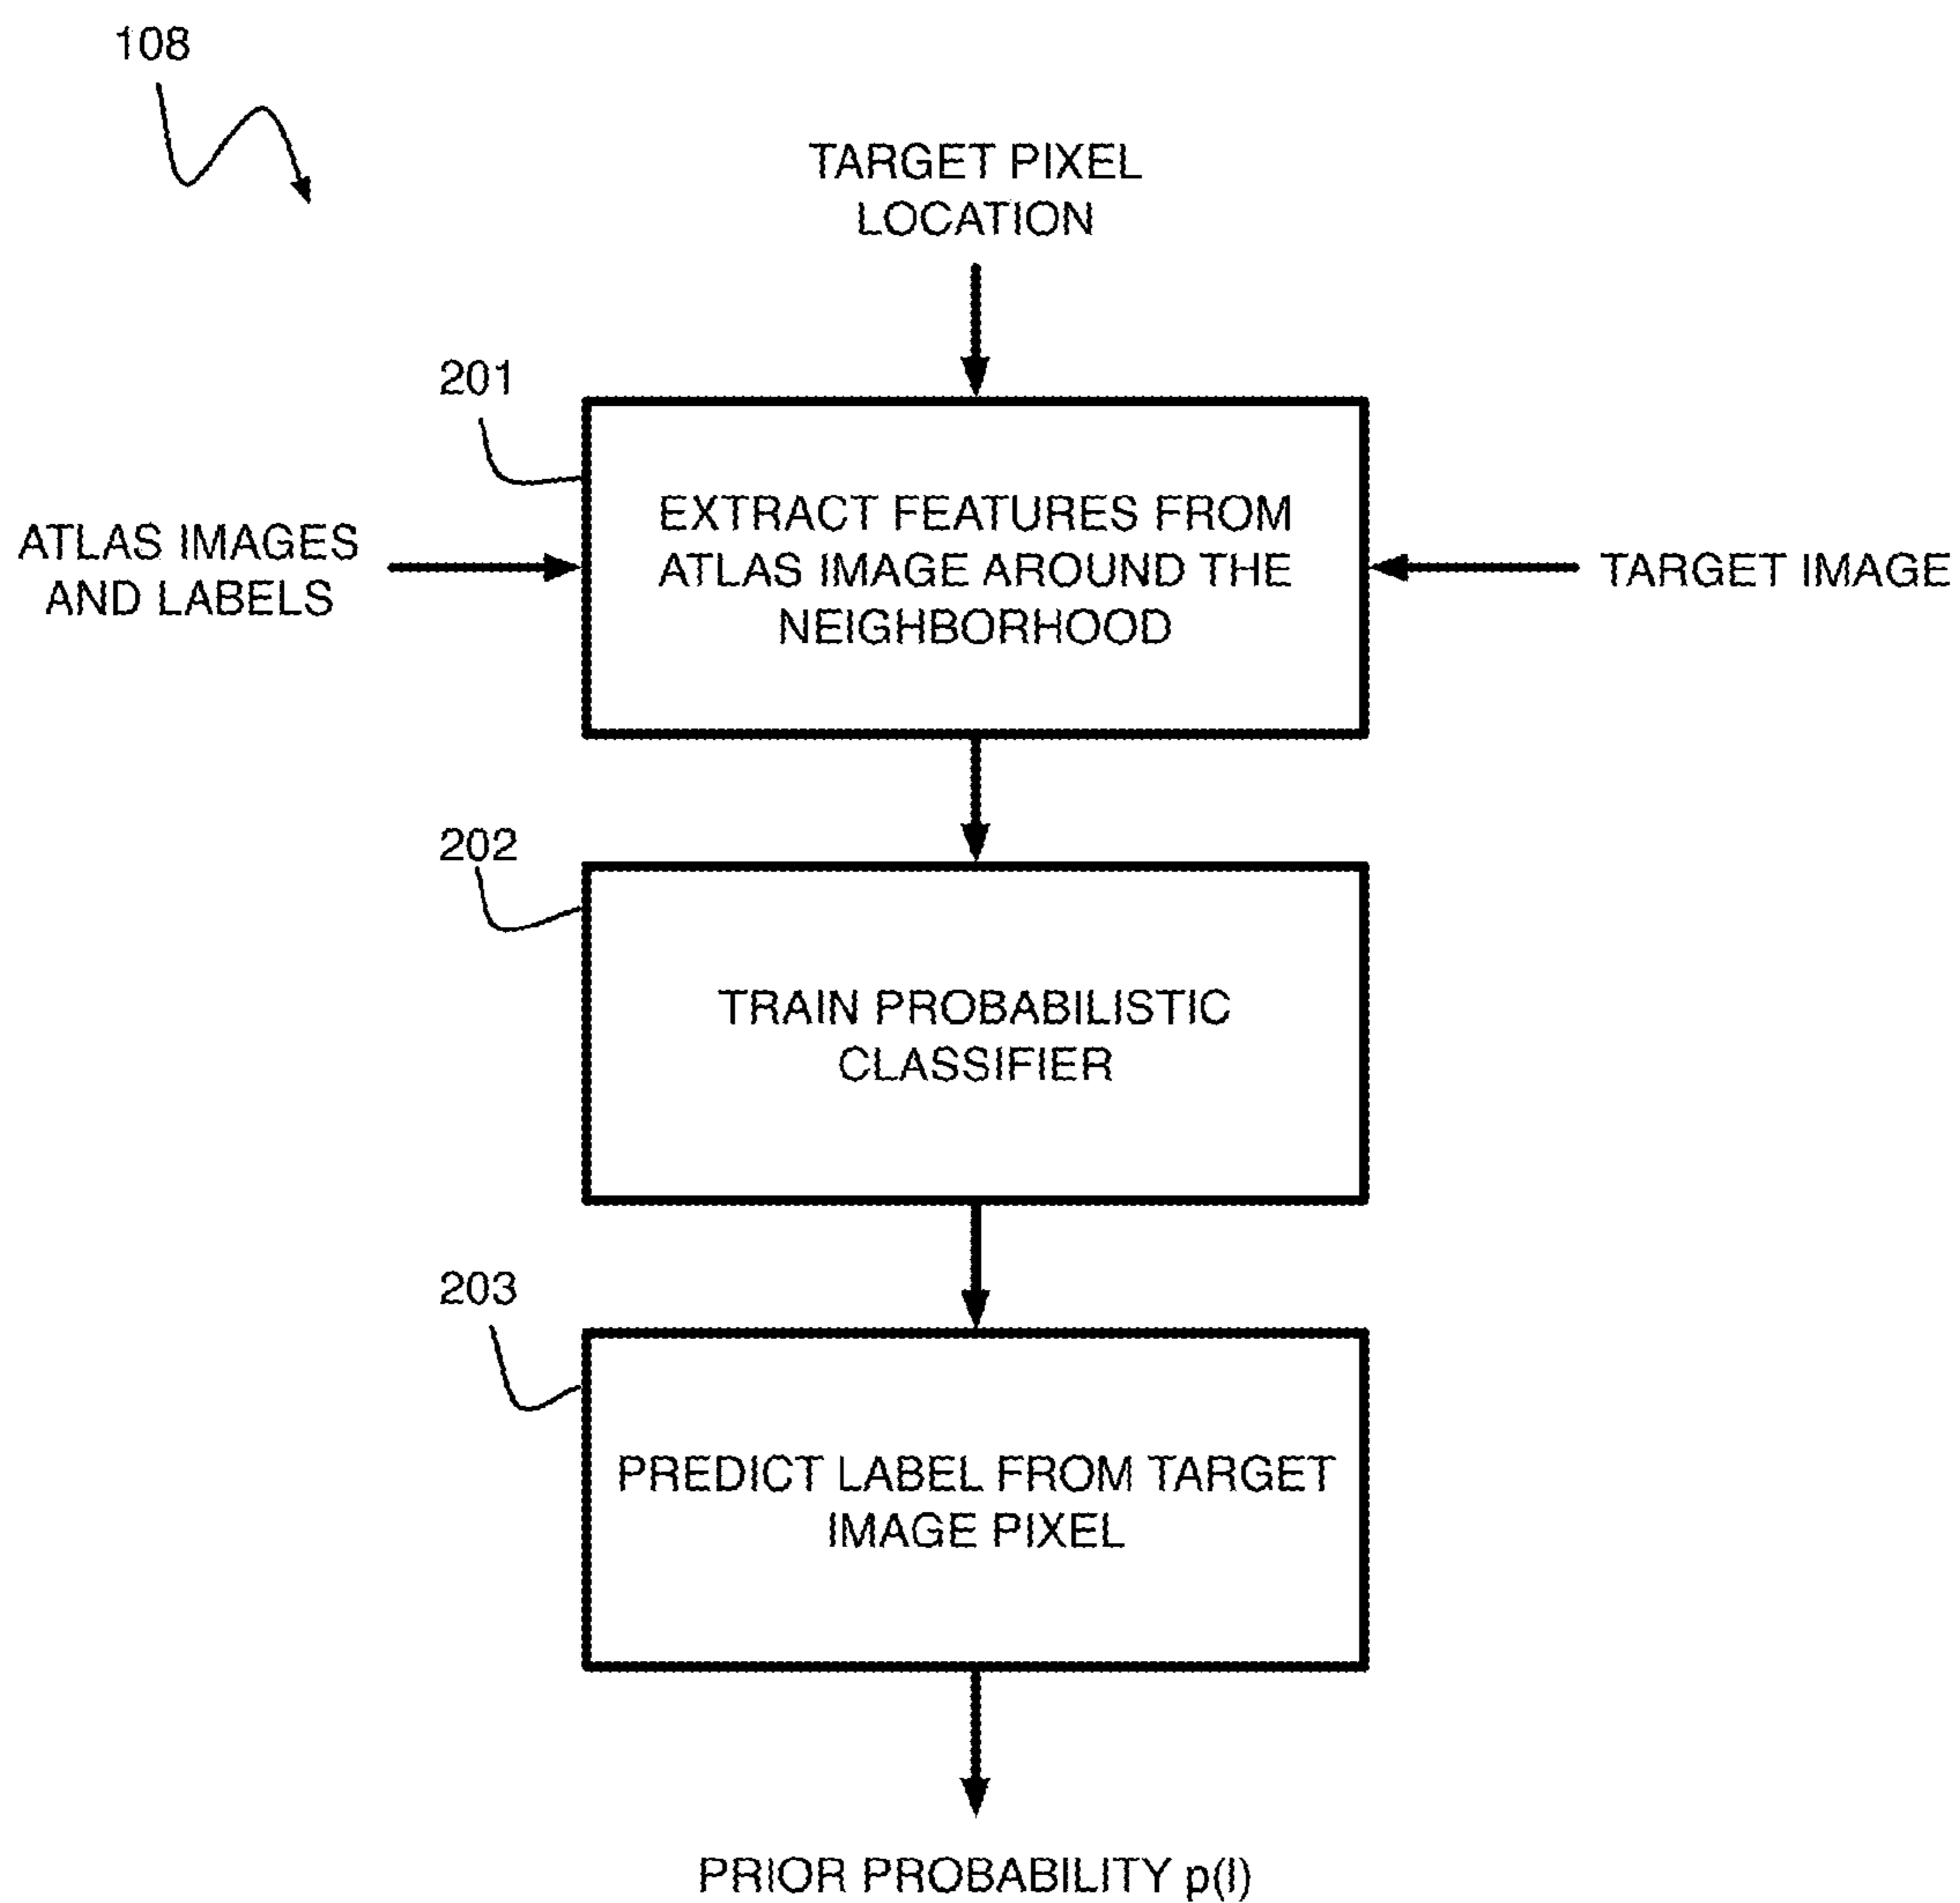 108
TARGET PIXEL
LOCATION
201
ATLAS IMAGES
AND LABELS
EXTRACT FEATURES FROM
ATLAS IMAGE AROUND THE
NEIGHBORHOOD
TARGET IMAGE
202
TRAIN PROBABILISTIC
CLASSIFIER
203
PREDICT LABEL FROM TARGET
IMAGE PIXEL
PRIOR PROBABILITY p(l)